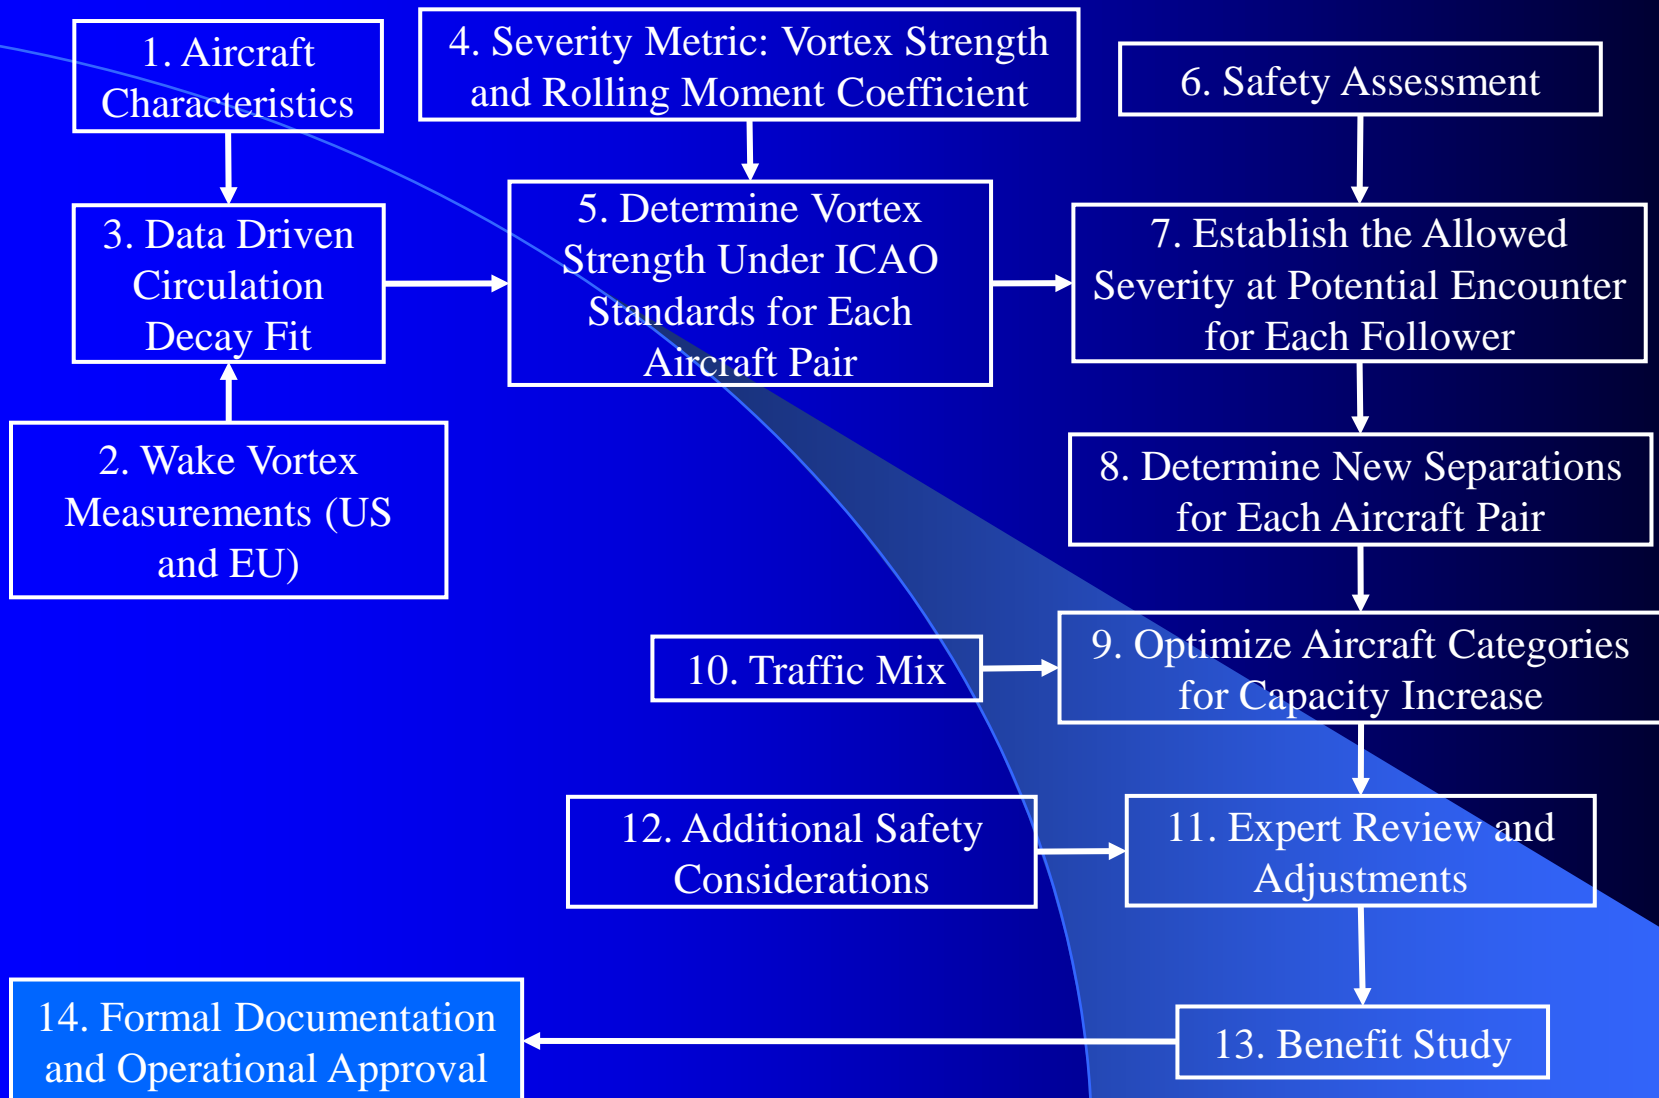 1. Aircraft
Characteristics
4. Severity Metric: Vortex Strength
and Rolling Moment Coefficient
6. Safety Assessment
3. Data Driven
Circulation
Decay Fit
5. Determine Vortex
Strength Under ICAO
Standards for Each
Aircraft Pair
7. Establish the Allowed
Severity at Potential Encounter
for Each Follower
2. Wake Vortex
Measurements (US
and EU)
8. Determine New Separations
for Each Aircraft Pair
10. Traffic Mix
9. Optimize Aircraft Categories
for Capacity Increase
12. Additional Safety
Considerations
11. Expert Review and
Adjustments
14. Formal Documentation
and Operational Approval
13. Benefit Study